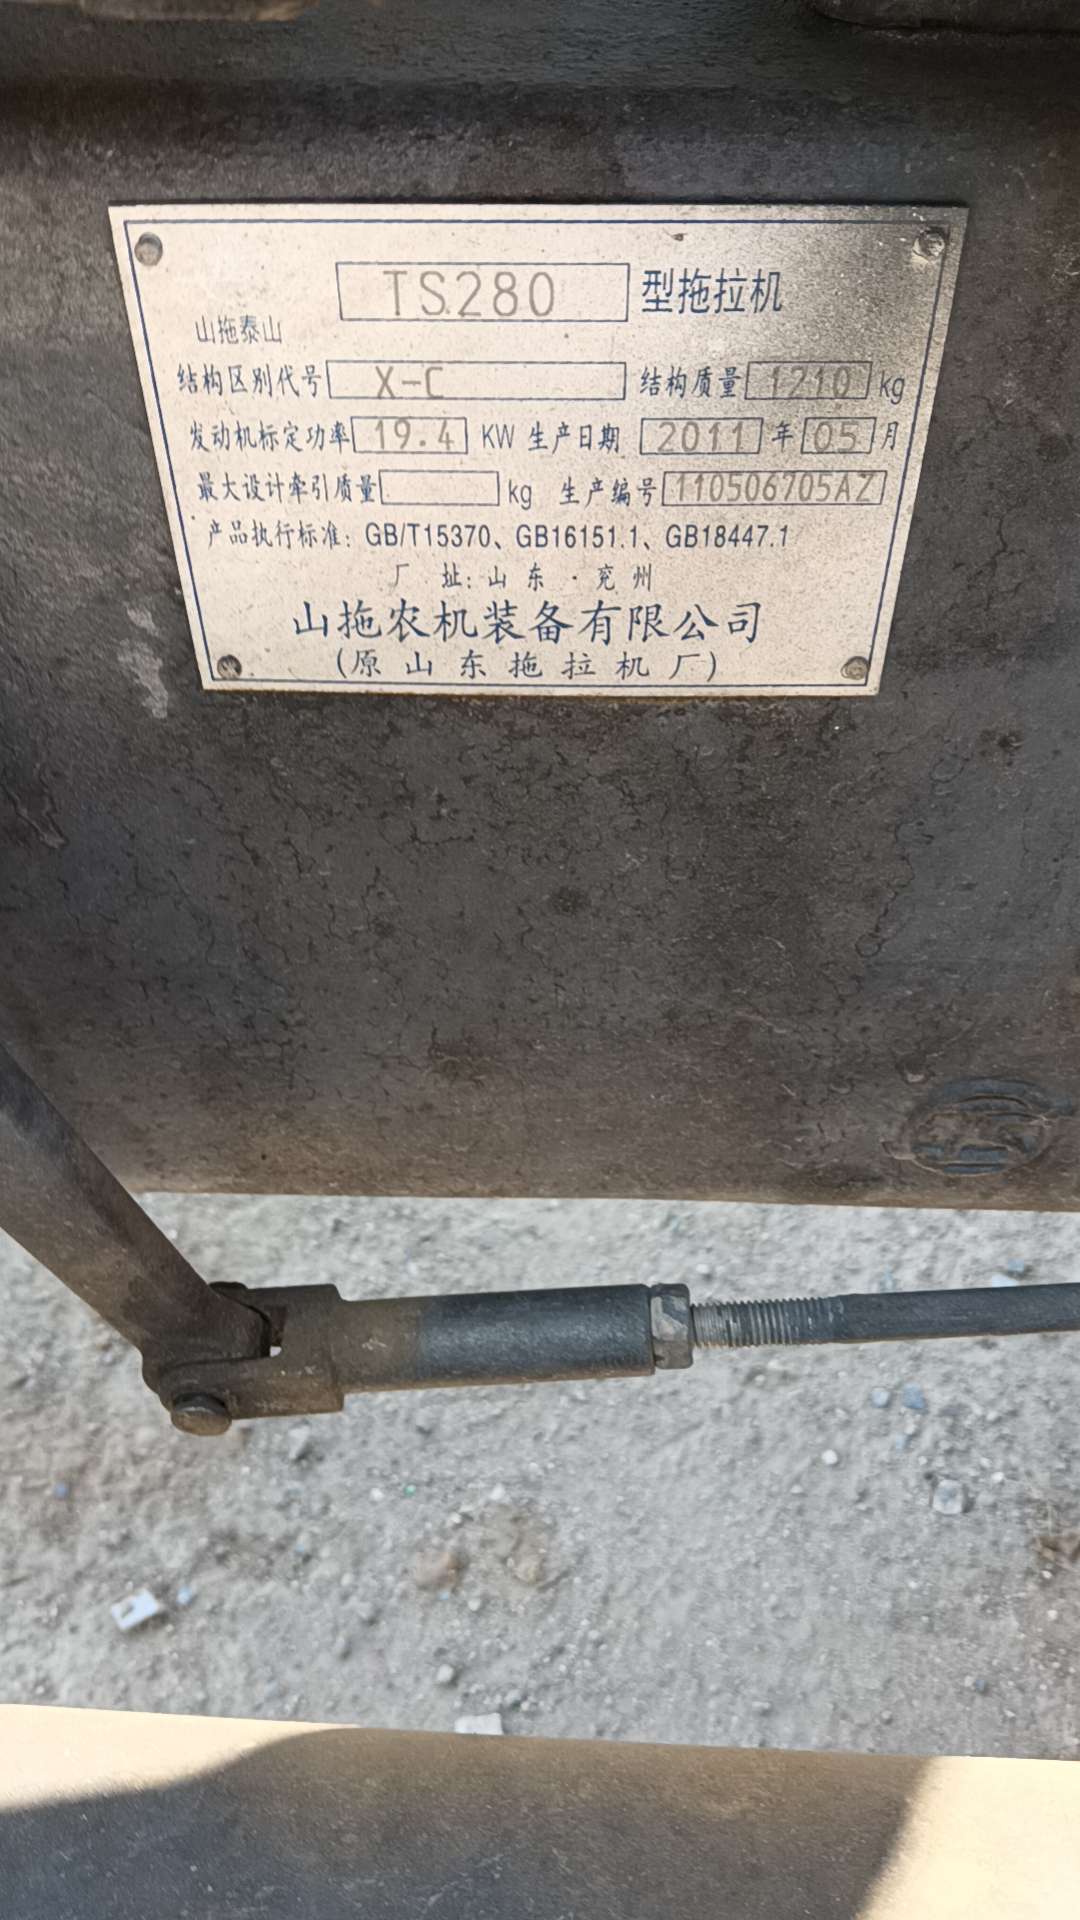 TS280 型拖拉机
山拖泰山
结构区别代号 X-C 结构质量 1210 kg
发动机标定功率 19.4 KW 生产日期 2011 年 05 月
最大设计牵引质量 kg 生产编号 110506705AZ
产品执行标准: GB/T15370、GB16151.1、GB18447.1
厂 址: 山 东 · 兖 州
山拖农机装备有限公司
(原 山 东 拖 拉 机 厂)